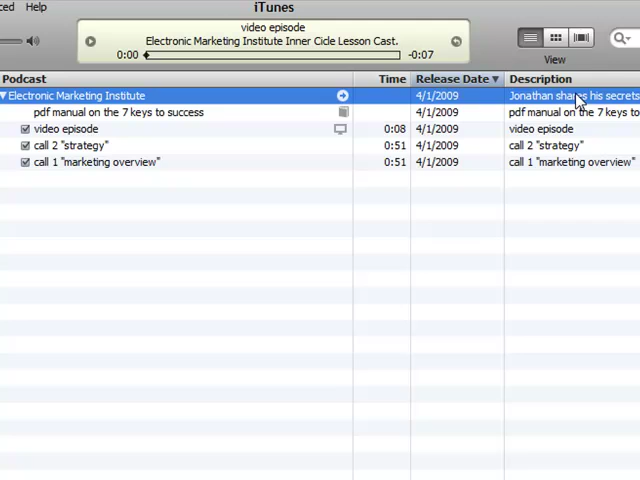 ced Help iTunes
video episode
Electronic Marketing Institute Inner Cicle Lesson Cast.
0:00 -0:07
View
Podcast Time Release Date Description
Electronic Marketing Institute 4/1/2009 Jonathan shares his secrets
pdf manual on the 7 keys to success 4/1/2009 pdf manual on the 7 keys to
video episode 0:08 4/1/2009 video episode
call 2 "strategy" 0:51 4/1/2009 call 2 "strategy"
call 1 "marketing overview" 0:51 4/1/2009 call 1 "marketing overview"